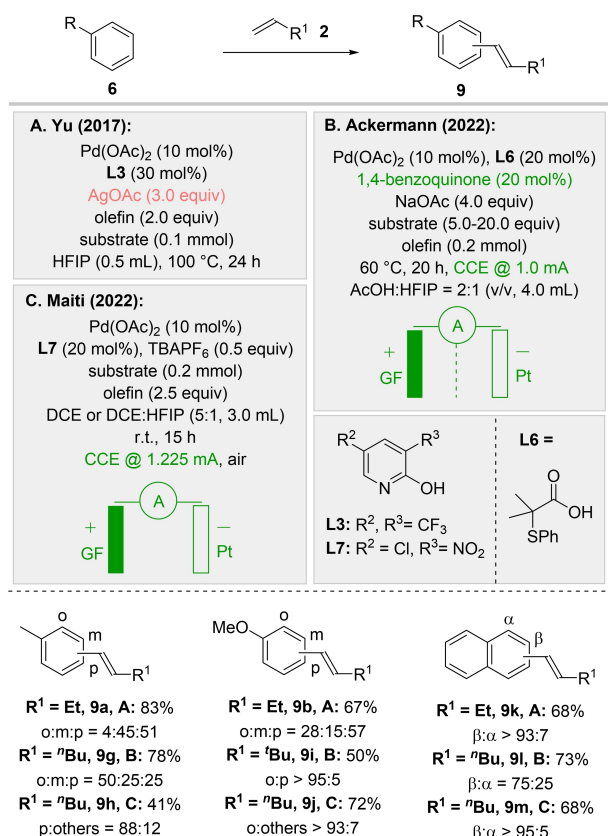 R
R¹ 2
R
R¹
6
9
A. Yu (2017):
Pd(OAc)₂ (10 mol%)
L3 (30 mol%)
AgOAc (3.0 equiv)
olefin (2.0 equiv)
substrate (0.1 mmol)
HFIP (0.5 mL), 100 °C, 24 h
B. Ackermann (2022):
Pd(OAc)₂ (10 mol%), L6 (20 mol%)
1,4-benzoquinone (20 mol%)
NaOAc (4.0 equiv)
substrate (5.0-20.0 equiv)
olefin (0.2 mmol)
60 °C, 20 h, CCE @ 1.0 mA
AcOH:HFIP = 2:1 (v/v, 4.0 mL)
A
+ −
GF Pt
C. Maiti (2022):
Pd(OAc)₂ (10 mol%)
L7 (20 mol%), TBAPF₆ (0.5 equiv)
substrate (0.2 mmol)
olefin (2.5 equiv)
DCE or DCE:HFIP (5:1, 3.0 mL)
r.t., 15 h
CCE @ 1.225 mA, air
A
+ −
GF Pt
R² R³
N OH
L3: R², R³= CF₃
L7: R² = Cl, R³= NO₂
L6 =
O
OH
SPh
o
m
p R¹
R¹ = Et, 9a, A: 83%
o:m:p = 4:45:51
R¹ = ⁿBu, 9g, B: 78%
o:m:p = 50:25:25
R¹ = ⁿBu, 9h, C: 41%
p:others = 88:12
MeO o
m
p R¹
R¹ = Et, 9b, A: 67%
o:m:p = 28:15:57
R¹ = ᵗBu, 9i, B: 50%
o:p > 95:5
R¹ = ⁿBu, 9j, C: 72%
o:others > 93:7
α
β
R¹
R¹ = Et, 9k, A: 68%
β:α > 93:7
R¹ = ⁿBu, 9l, B: 73%
β:α = 75:25
R¹ = ⁿBu, 9m, C: 68%
β:α > 95:5